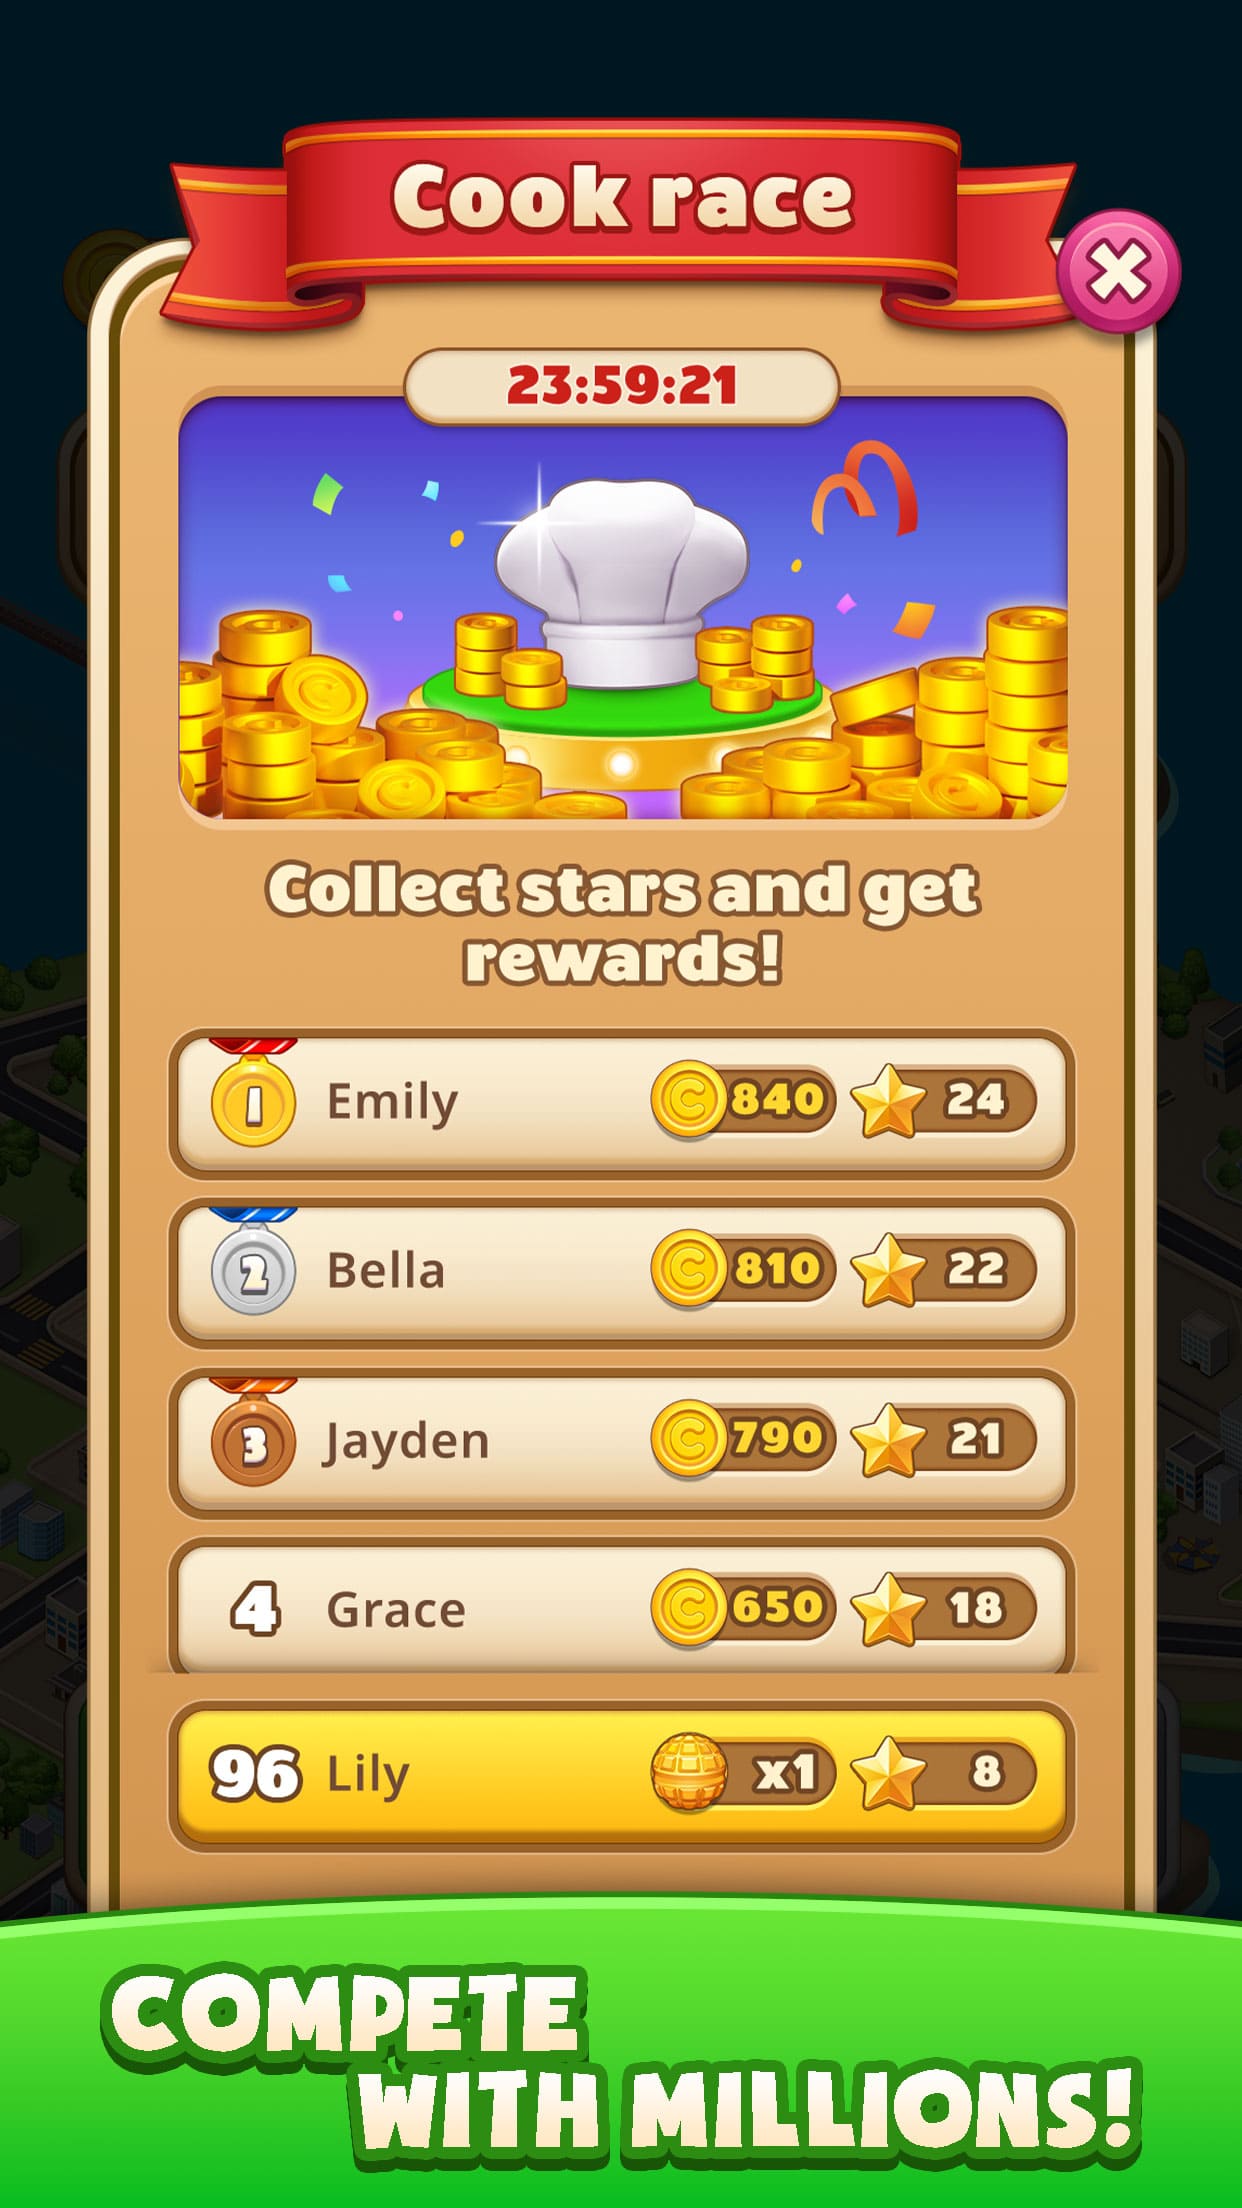 Cook race
23:59:21
Collect stars and get
rewards!
1 Emily 840 24
2 Bella 810 22
3 Jayden 790 21
4 Grace 650 18
96 Lily x1 8
COMPETE
WITH MILLIONS!